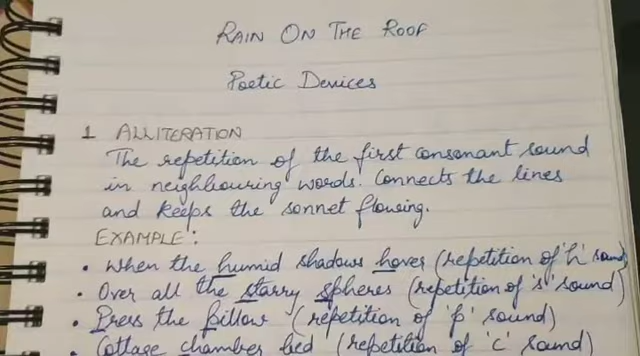 RAIN ON THE ROOF
Poetic Devices
1 ALLITERATION
The repetition of the first consonant sound
in neighbouring words. Connects the lines
and keeps the sonnet flowing.
EXAMPLE:
• When the humid shadows hover (repetition of 'h' sound)
• Over all the starry spheres (repetition of 's' sound)
• Press the pillow (repetition of 'p' sound)
• Cottage chamber bed (repetition of 'c' sound)